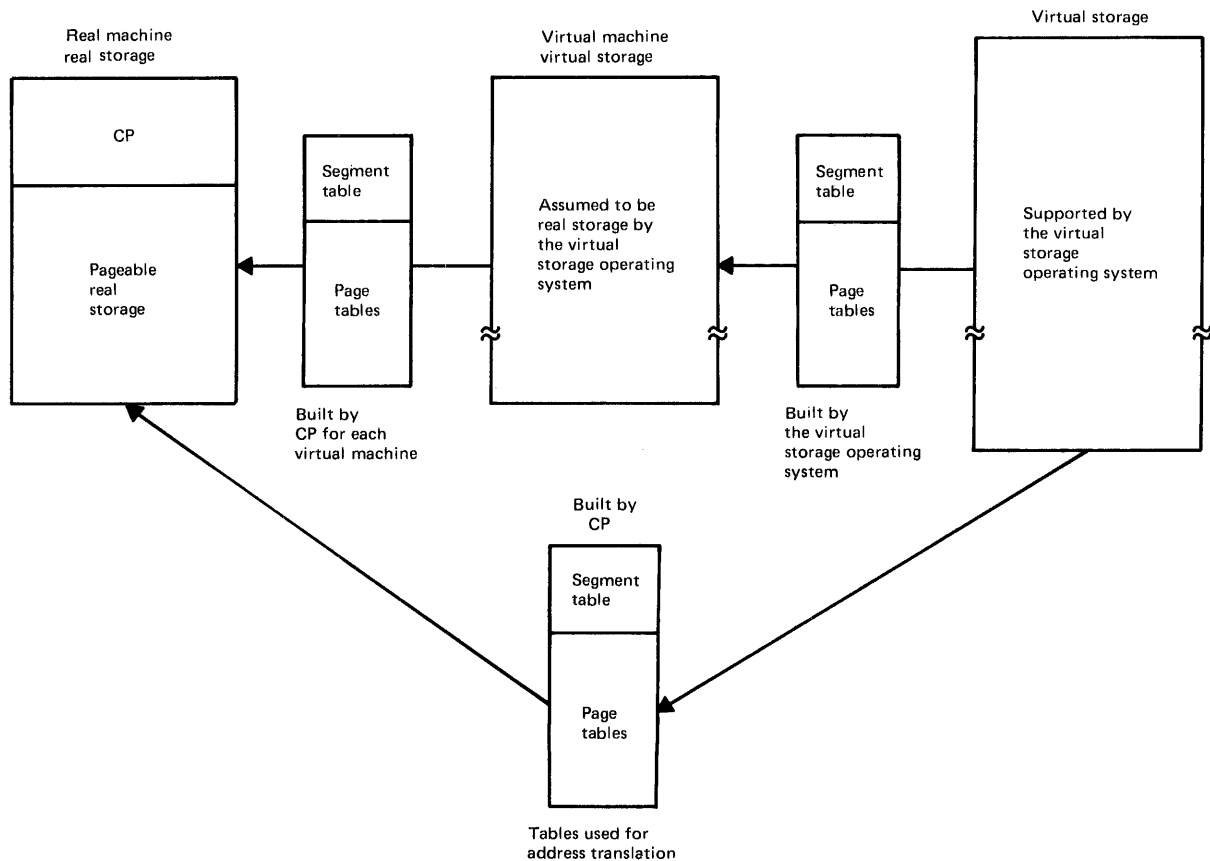 Real machine
real storage
Virtual machine
virtual storage
Virtual storage
CP
Pageable
real
storage
Segment
table
Page
tables
Built by
CP for each
virtual machine
Assumed to be
real storage by
the virtual
storage operating
system
Segment
table
Page
tables
Built by
the virtual
storage operating
system
Supported by
the virtual
storage
operating system
Built by
CP
Segment
table
Page
tables
Tables used for
address translation